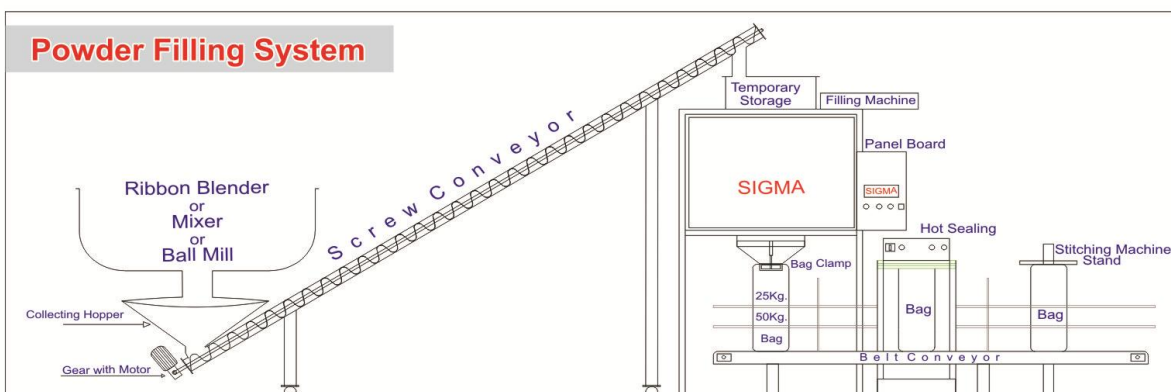 Powder Filling System
Ribbon Blender
or
Mixer
or
Ball Mill
Collecting Hopper
Gear with Motor
Screw Conveyor
Temporary
Storage
Filling Machine
Panel Board
SIGMA
SIGMA
Hot Sealing
Stitching Machine
Stand
Bag Clamp
25Kg.
50Kg.
Bag
Bag
Bag
Belt Conveyor